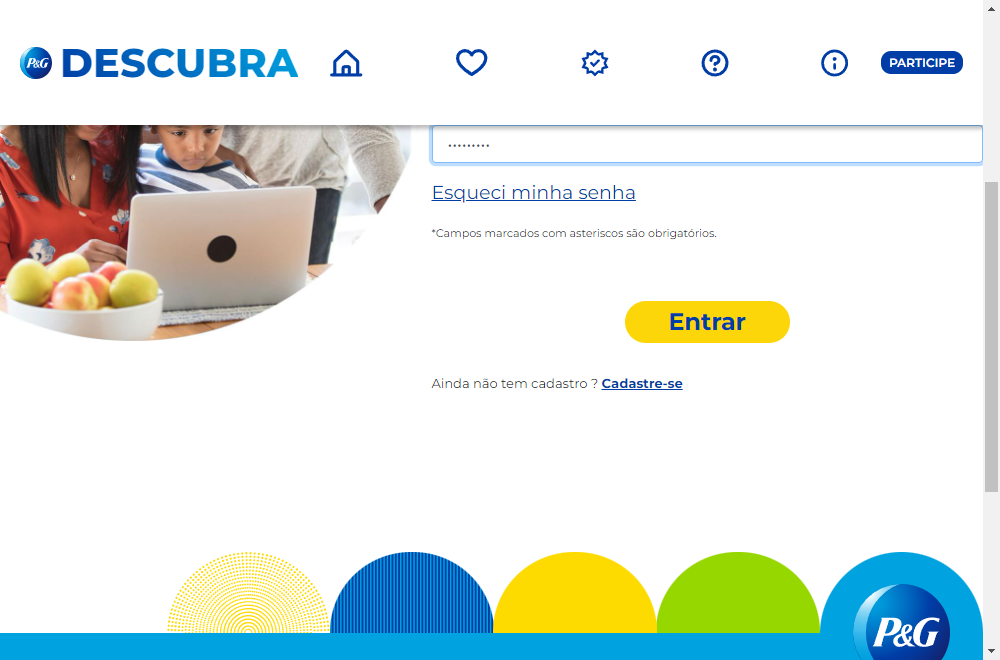 P&G DESCUBRA
PARTICIPE
·········
Esqueci minha senha
*Campos marcados com asteriscos são obrigatórios.
Entrar
Ainda não tem cadastro ? Cadastre-se
P&G